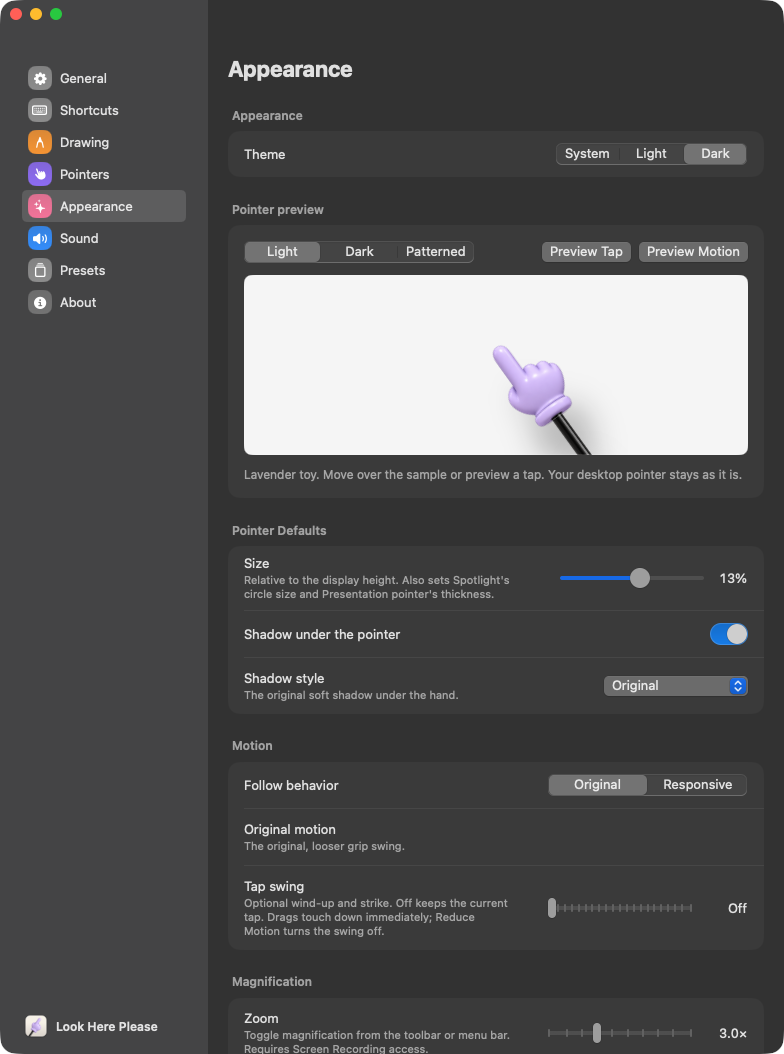 Appearance
General
Shortcuts
Drawing
Pointers
Appearance
Sound
Presets
About
Look Here Please
Appearance
Theme
System Light Dark
Pointer preview
Light Dark Patterned
Preview Tap Preview Motion
Lavender toy. Move over the sample or preview a tap. Your desktop pointer stays as it is.
Pointer Defaults
Size
Relative to the display height. Also sets Spotlight's
circle size and Presentation pointer's thickness.
13%
Shadow under the pointer
Shadow style
The original soft shadow under the hand.
Original
Motion
Follow behavior
Original Responsive
Original motion
The original, looser grip swing.
Tap swing
Optional wind-up and strike. Off keeps the current
tap. Drags touch down immediately; Reduce
Motion turns the swing off.
Off
Magnification
Zoom
Toggle magnification from the toolbar or menu bar.
Requires Screen Recording access.
3.0×